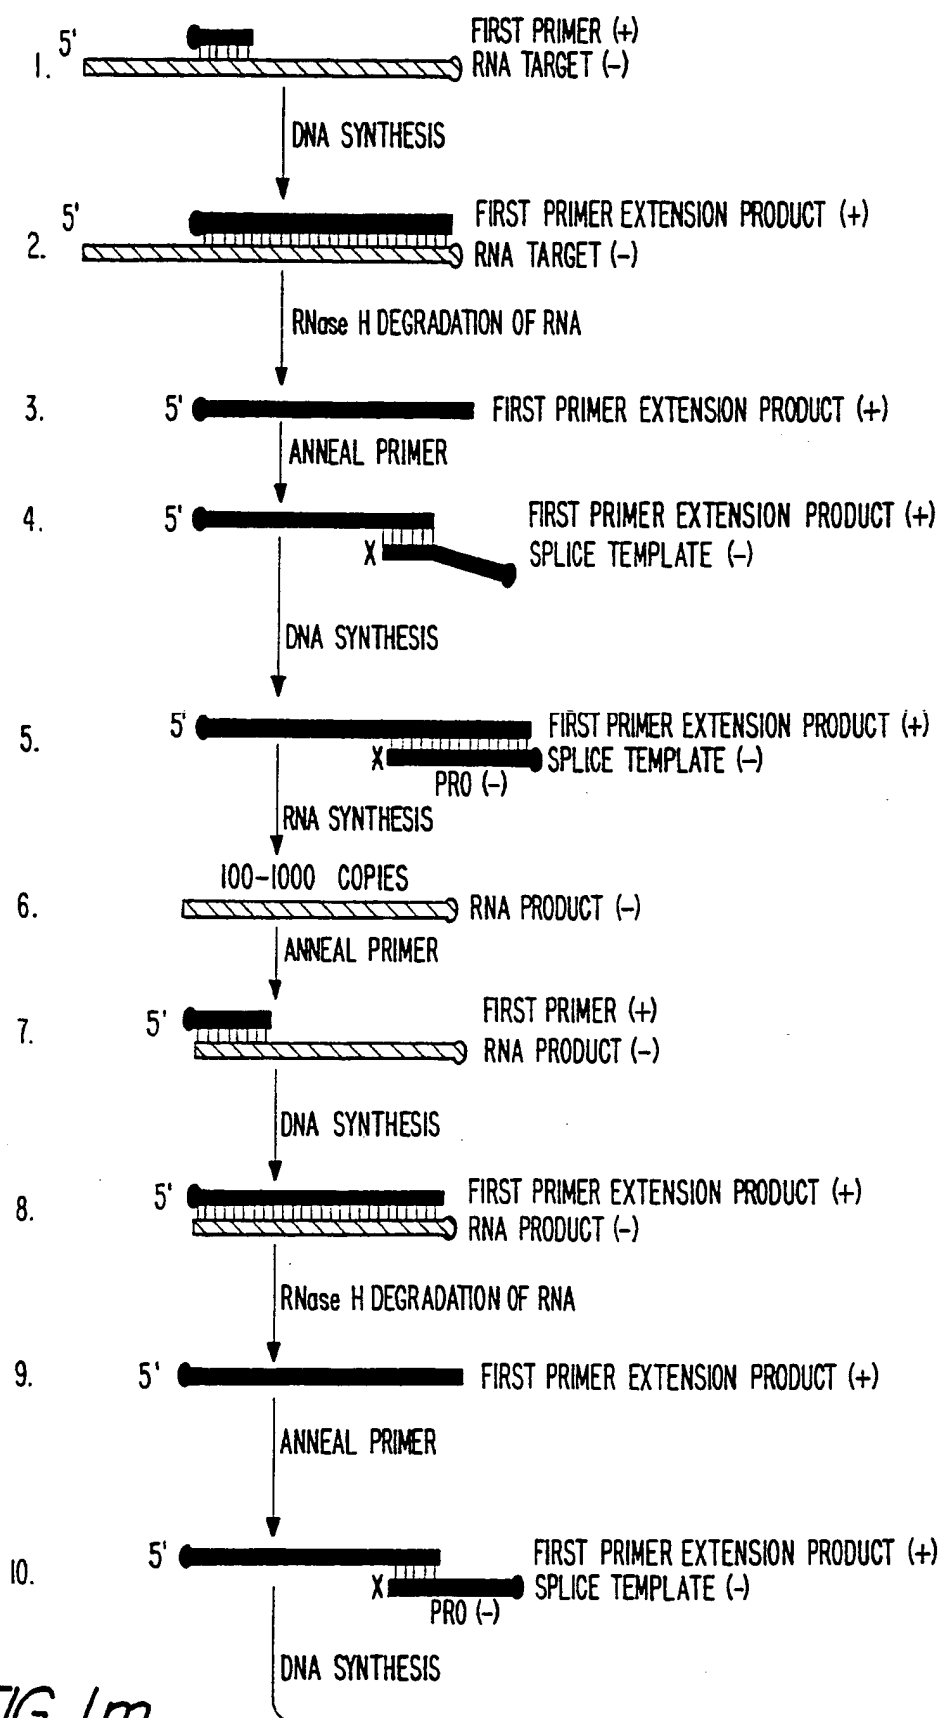 5' FIRST PRIMER (+)
1. RNA TARGET (-)
DNA SYNTHESIS
5' FIRST PRIMER EXTENSION PRODUCT (+)
2. RNA TARGET (-)
RNase H DEGRADATION OF RNA
3. 5' FIRST PRIMER EXTENSION PRODUCT (+)
ANNEAL PRIMER
4. 5' FIRST PRIMER EXTENSION PRODUCT (+)
X SPLICE TEMPLATE (-)
DNA SYNTHESIS
5. 5' FIRST PRIMER EXTENSION PRODUCT (+)
X SPLICE TEMPLATE (-)
PRO (-)
RNA SYNTHESIS
100-1000 COPIES
6. RNA PRODUCT (-)
ANNEAL PRIMER
7. 5' FIRST PRIMER (+)
RNA PRODUCT (-)
DNA SYNTHESIS
8. 5' FIRST PRIMER EXTENSION PRODUCT (+)
RNA PRODUCT (-)
RNase H DEGRADATION OF RNA
9. 5' FIRST PRIMER EXTENSION PRODUCT (+)
ANNEAL PRIMER
10. 5' FIRST PRIMER EXTENSION PRODUCT (+)
X SPLICE TEMPLATE (-)
PRO (-)
DNA SYNTHESIS